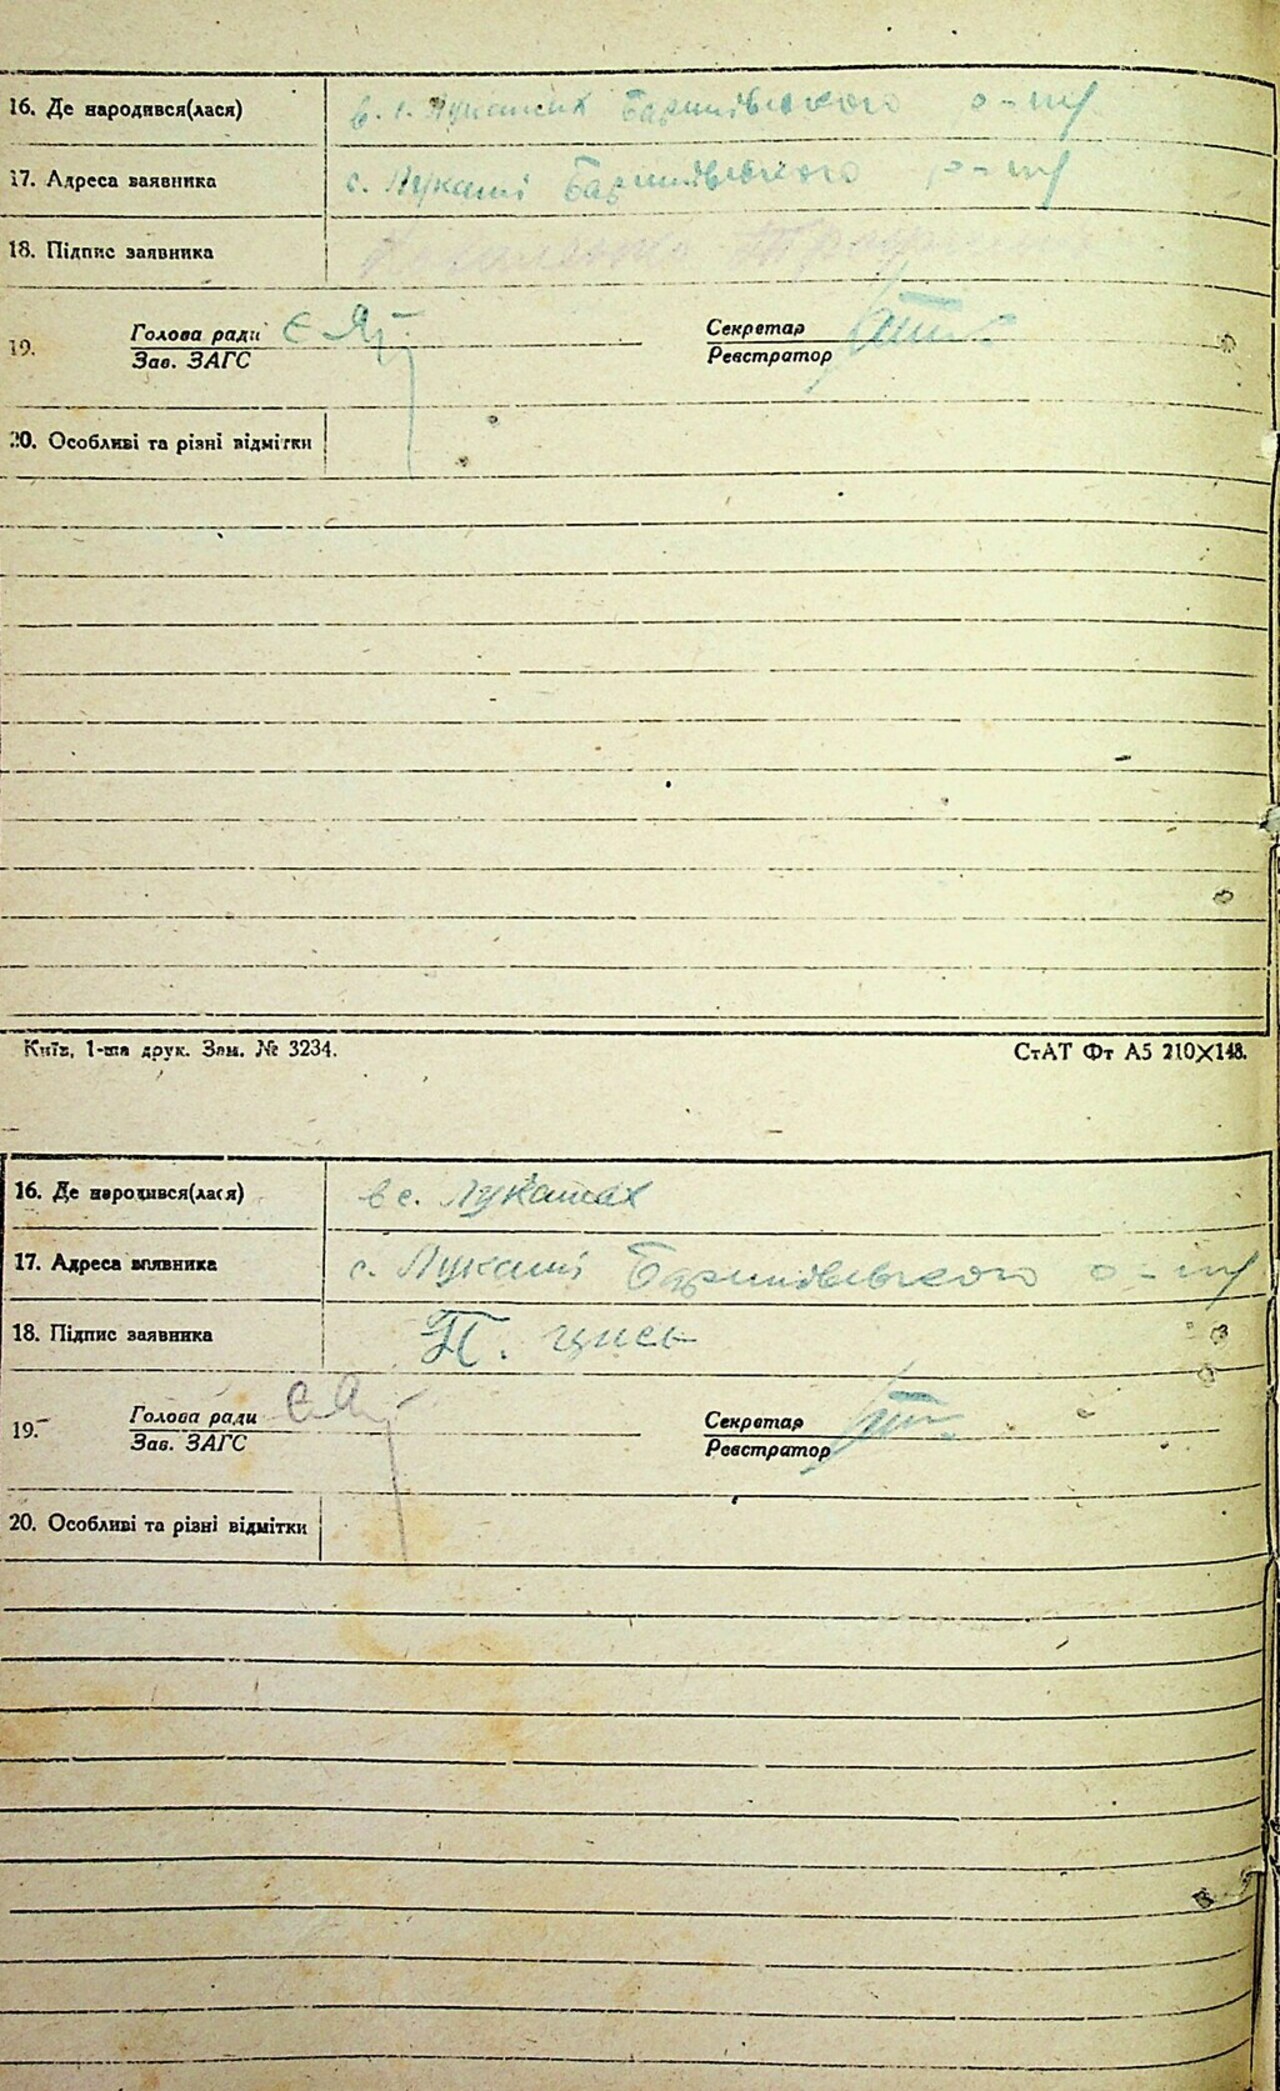 16. Де народився(лася) в с. Лукашах Баришівського р-ну
17. Адреса заявника с. Лукаші Баришівського р-ну
18. Підпис заявника
19. Голова ради Секретар
Зав. ЗАГС Реєстратор
20. Особливі та різні відмітки
Київ, 1-ша друк. Зам. № 3234. СтАТ Фт А5 210×148.
16. Де народився(лася) в с. Лукашах
17. Адреса заявника с. Лукаші Баришівського р-ну
18. Підпис заявника
19. Голова ради Секретар
Зав. ЗАГС Реєстратор
20. Особливі та різні відмітки